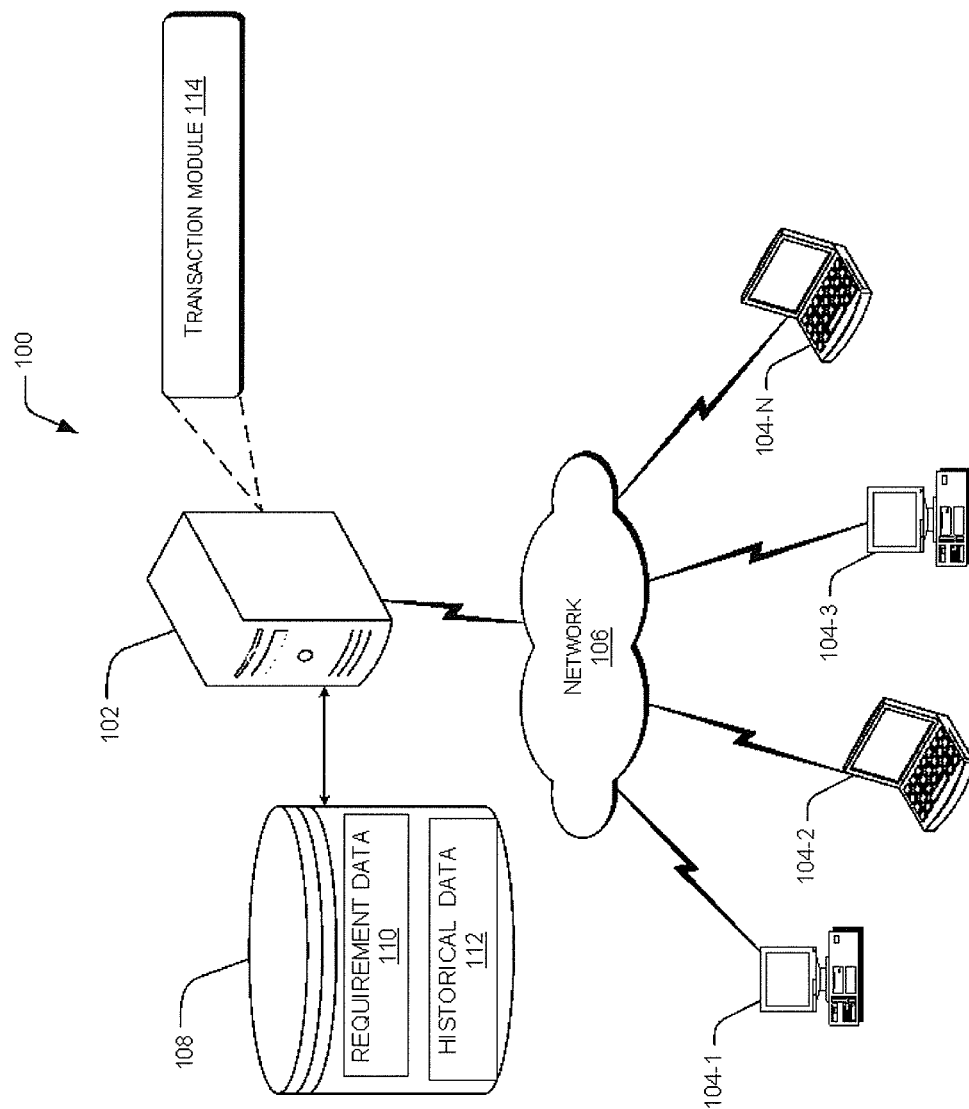 100
TRANSACTION MODULE 114
102
108
REQUIREMENT DATA
110
HISTORICAL DATA
112
NETWORK
106
104-1
104-2
104-3
104-N